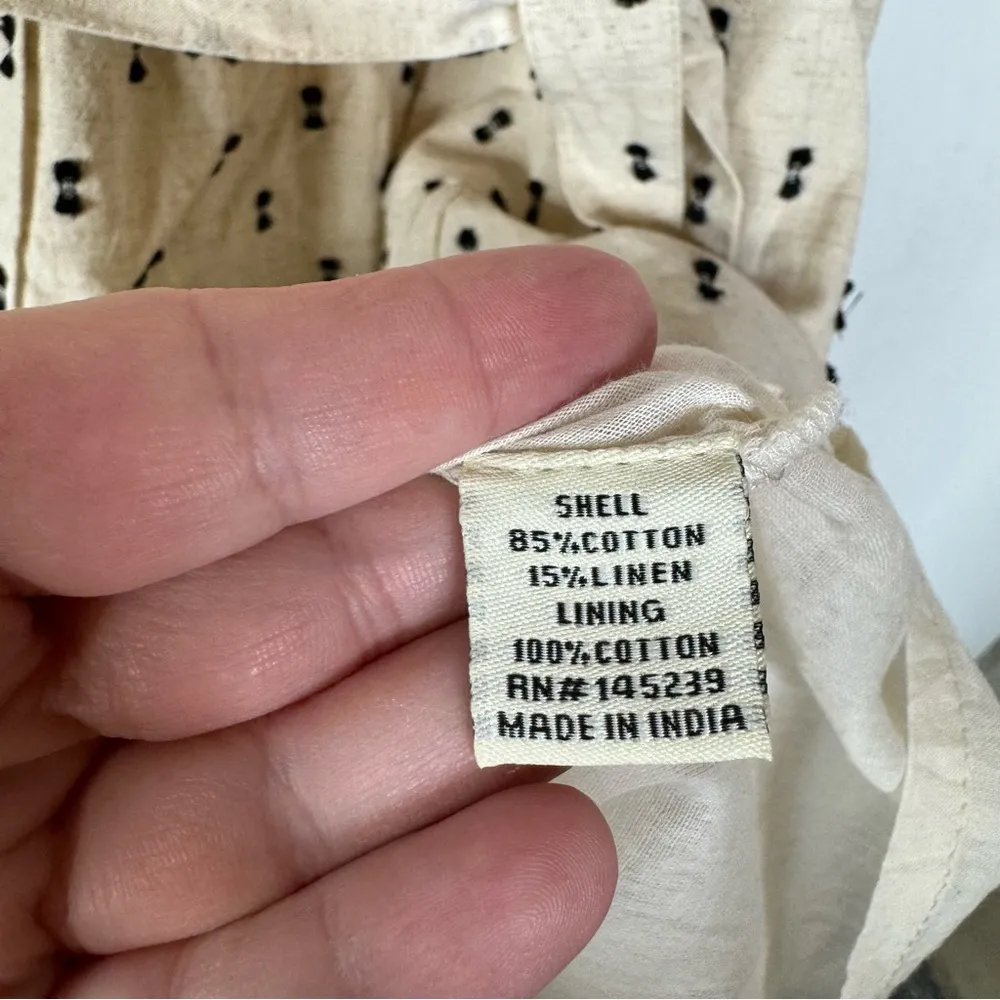 SHELL
85%COTTON
15%LINEN
LINING
100%COTTON
RN#145239
MADE IN INDIA